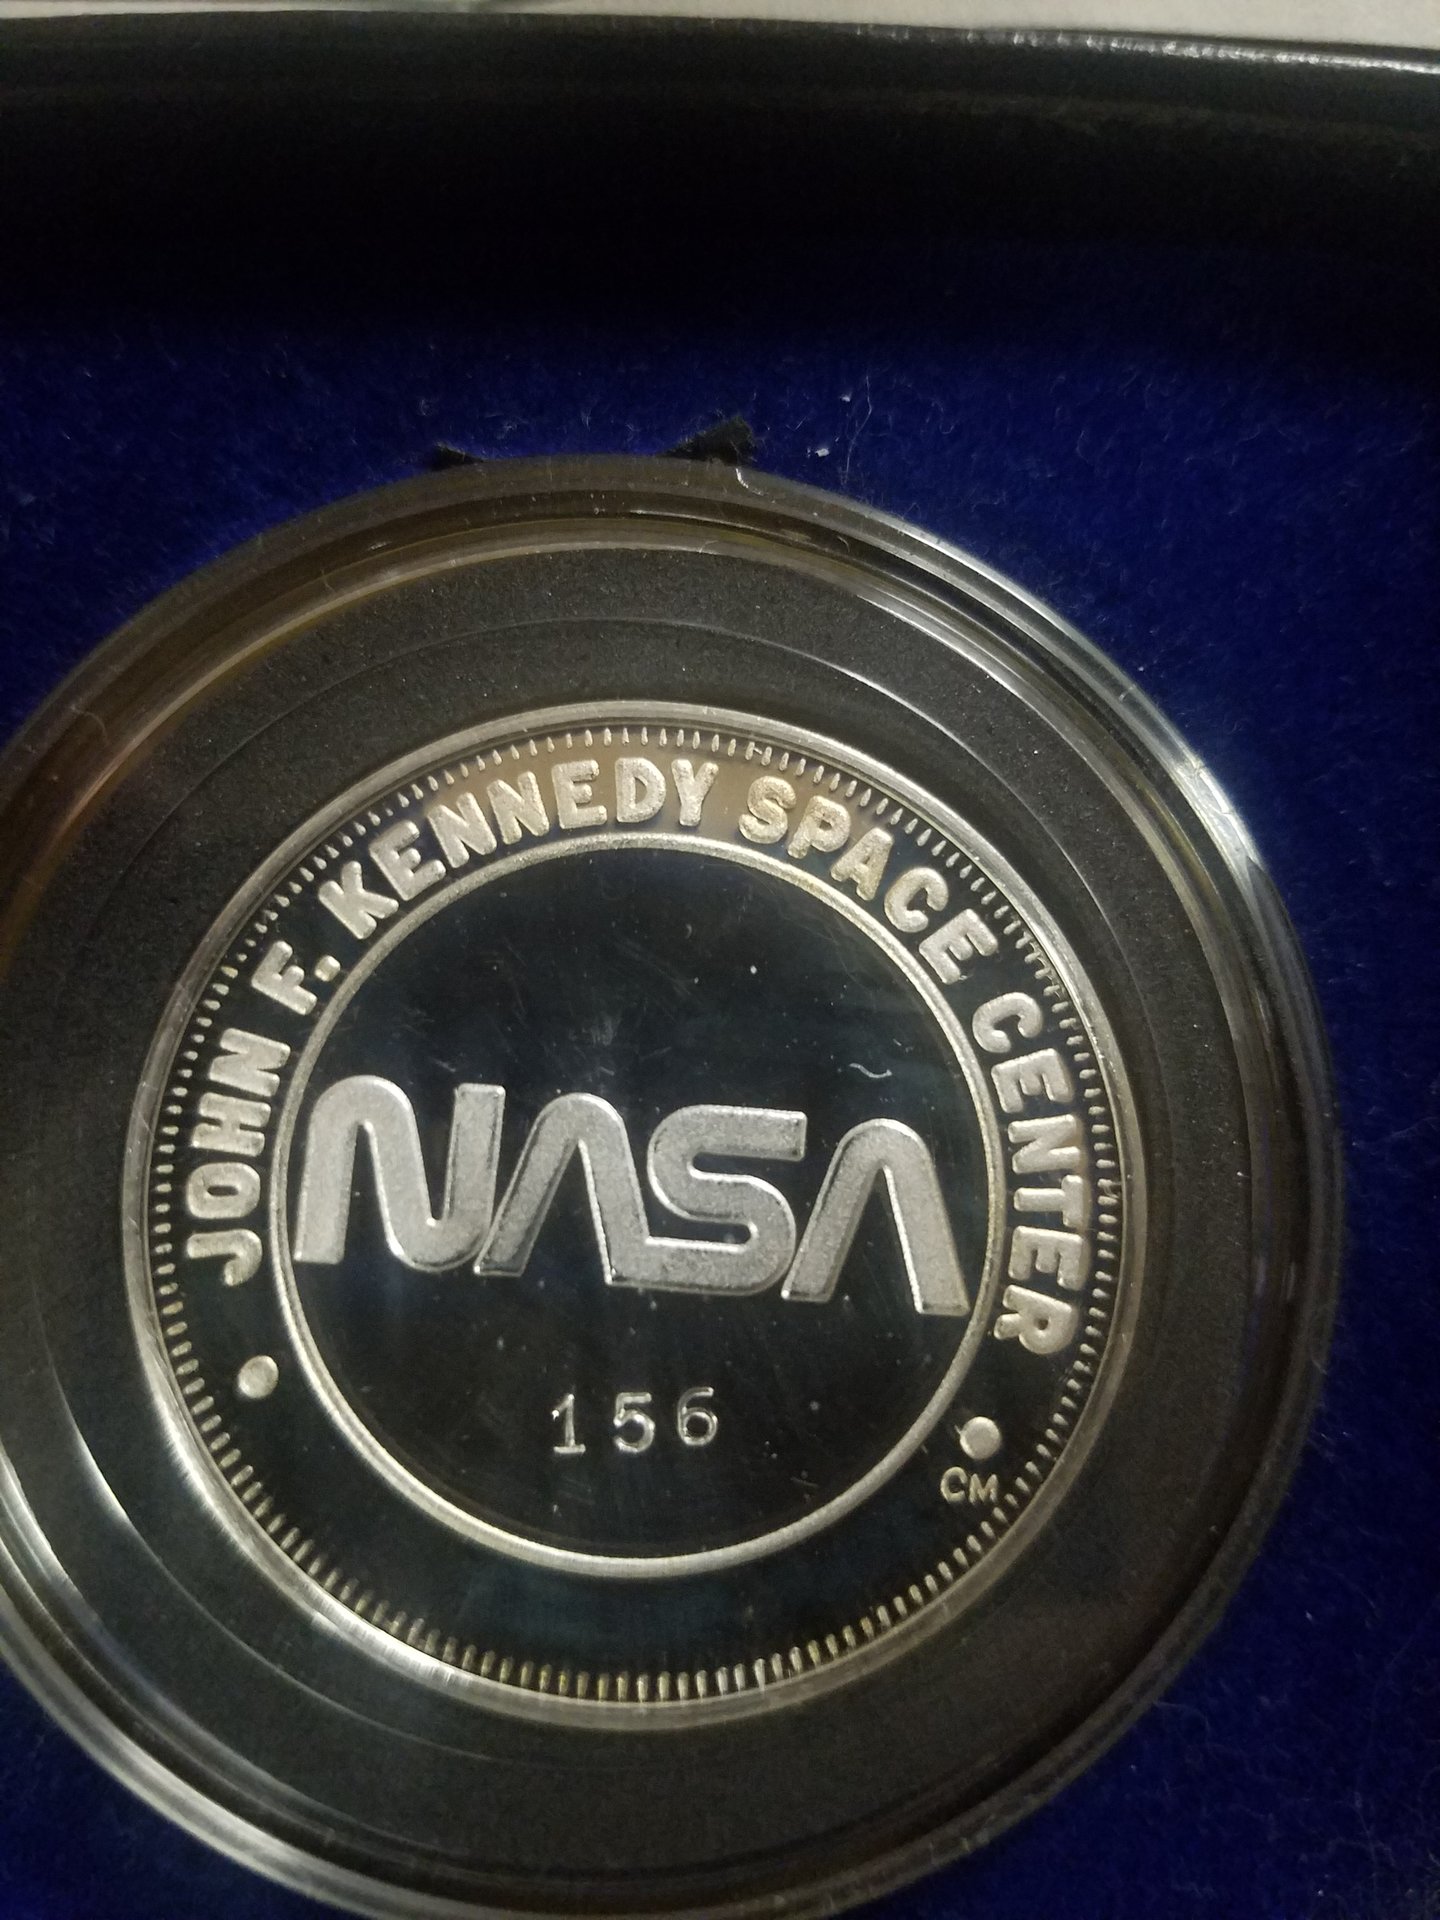 JOHN F. KENNEDY SPACE CENTER
NASA
156
CM